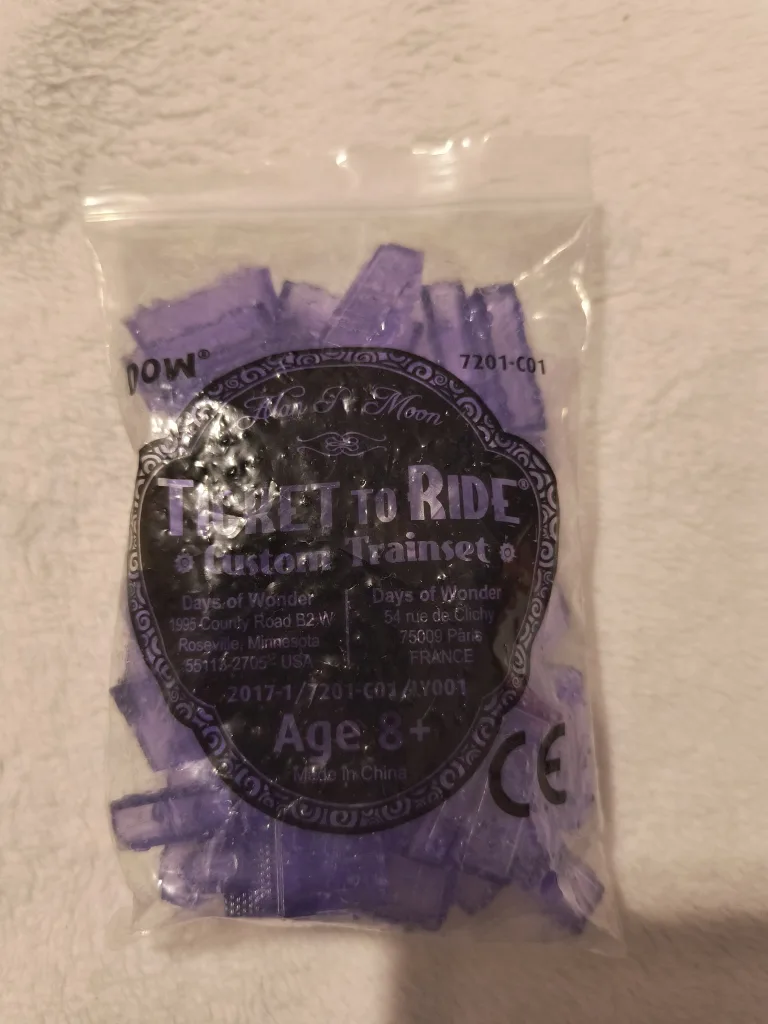 DOW®
7201-C01
Alan R. Moon
TICKET TO RIDE®
Custom Trainset
Days of Wonder
1995 County Road B2 W
Roseville, Minnesota
55113-2705 - USA
Days of Wonder
54 rue de Clichy
75009 Paris
FRANCE
2017-1/7201-C01/LY001
Age 8+
Made in China
CE